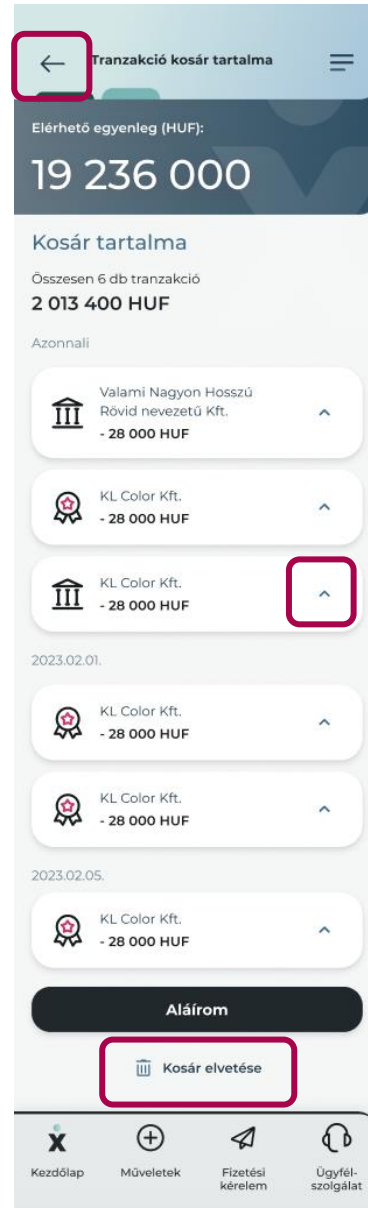 Tranzakció kosár tartalma
Elérhető egyenleg (HUF):
19 236 000
Kosár tartalma
Összesen 6 db tranzakció
2 013 400 HUF
Azonnali
Valami Nagyon Hosszú
Rövid nevezetű Kft.
- 28 000 HUF
KL Color Kft.
- 28 000 HUF
KL Color Kft.
- 28 000 HUF
2023.02.01.
KL Color Kft.
- 28 000 HUF
KL Color Kft.
- 28 000 HUF
2023.02.05.
KL Color Kft.
- 28 000 HUF
Aláírom
Kosár elvetése
Kezdőlap
Műveletek
Fizetési
kérelem
Ügyfél-
szolgálat